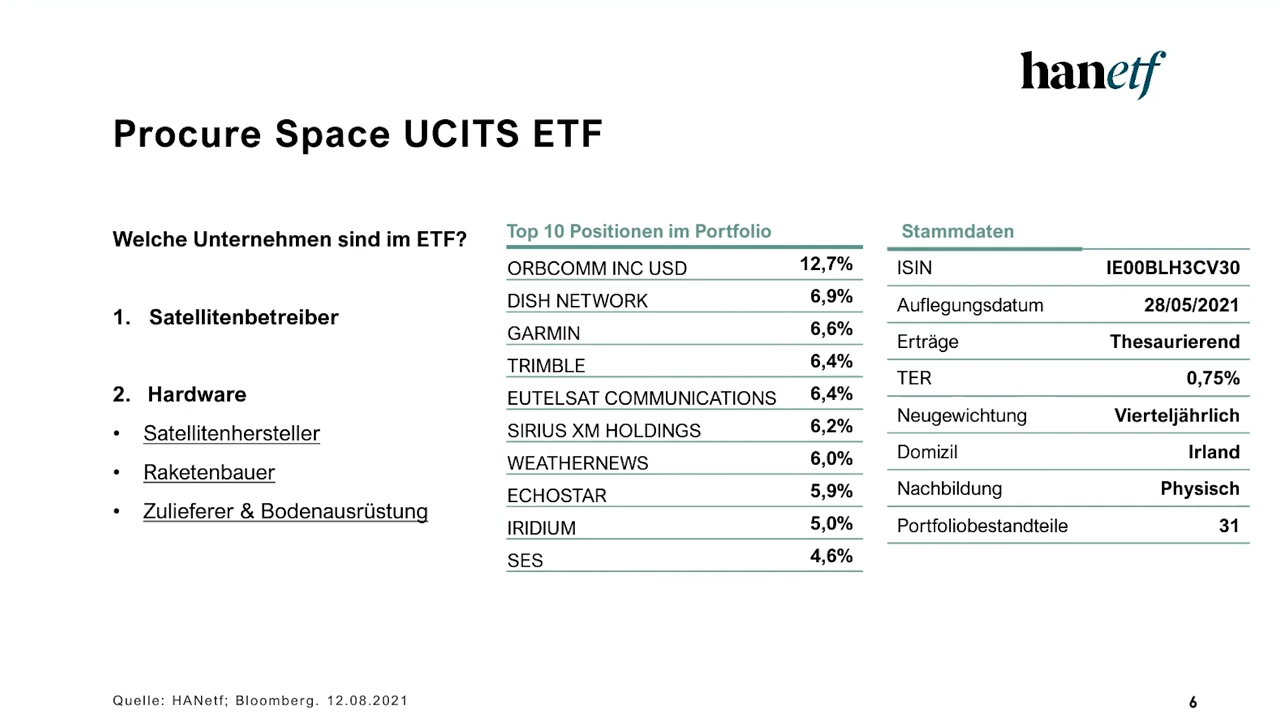 hanetf
Procure Space UCITS ETF
Welche Unternehmen sind im ETF?
1. Satellitenbetreiber
2. Hardware
• Satellitenhersteller
• Raketenbauer
• Zulieferer & Bodenausrüstung
Top 10 Positionen im Portfolio
ORBCOMM INC USD 12,7%
DISH NETWORK 6,9%
GARMIN 6,6%
TRIMBLE 6,4%
EUTELSAT COMMUNICATIONS 6,4%
SIRIUS XM HOLDINGS 6,2%
WEATHERNEWS 6,0%
ECHOSTAR 5,9%
IRIDIUM 5,0%
SES 4,6%
Stammdaten
ISIN IE00BLH3CV30
Auflegungsdatum 28/05/2021
Erträge Thesaurierend
TER 0,75%
Neugewichtung Vierteljährlich
Domizil Irland
Nachbildung Physisch
Portfoliobestandteile 31
Quelle: HANetf; Bloomberg. 12.08.2021
6